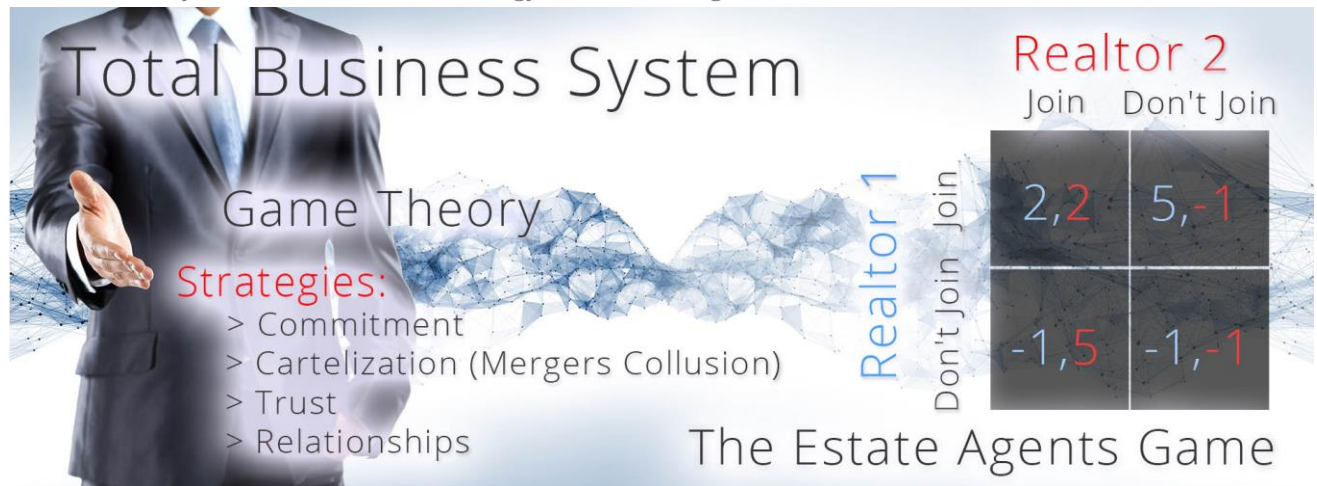 Total Business System
Game Theory
Strategies:
> Commitment
> Cartelization (Mergers Collusion)
> Trust
> Relationships
Realtor 2
Join Don't Join
Realtor 1
Join
Don't Join
2,2 5,-1
-1,5 -1,-1
The Estate Agents Game